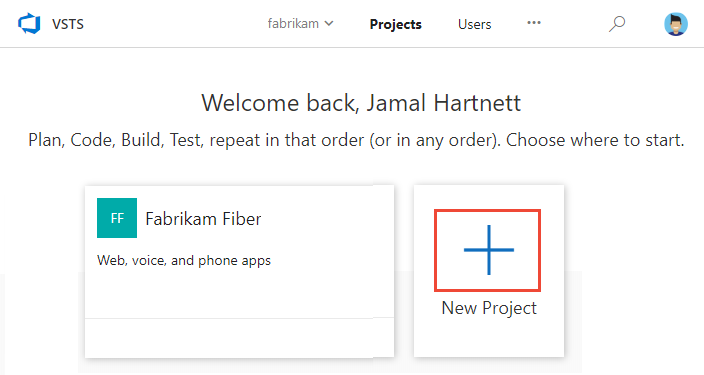 VSTS fabrikam Projects Users ...
Welcome back, Jamal Hartnett
Plan, Code, Build, Test, repeat in that order (or in any order). Choose where to start.
FF Fabrikam Fiber
Web, voice, and phone apps
New Project